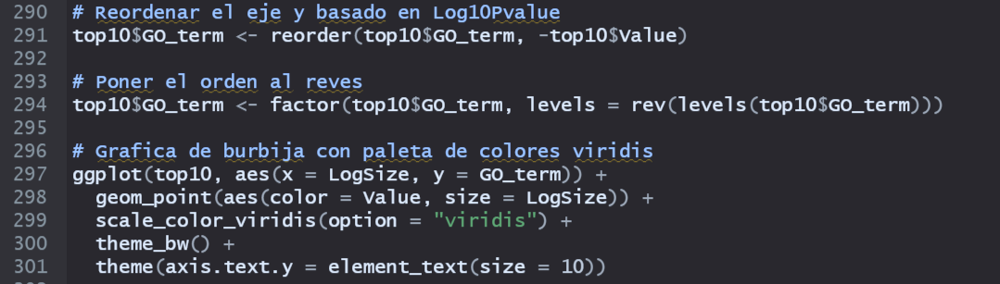 290 # Reordenar el eje y basado en Log10Pvalue
291 top10$GO_term <- reorder(top10$GO_term, -top10$Value)
292
293 # Poner el orden al reves
294 top10$GO_term <- factor(top10$GO_term, levels = rev(levels(top10$GO_term)))
295
296 # Grafica de burbija con paleta de colores viridis
297 ggplot(top10, aes(x = LogSize, y = GO_term)) +
298   geom_point(aes(color = Value, size = LogSize)) +
299   scale_color_viridis(option = "viridis") +
300   theme_bw() +
301   theme(axis.text.y = element_text(size = 10))